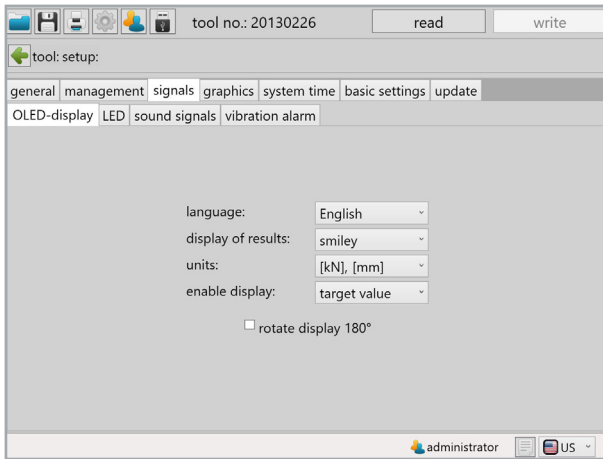 tool no.: 20130226 read write
tool: setup:
general management signals graphics system time basic settings update
OLED-display LED sound signals vibration alarm
language: English
display of results: smiley
units: [kN], [mm]
enable display: target value
rotate display 180°
administrator US